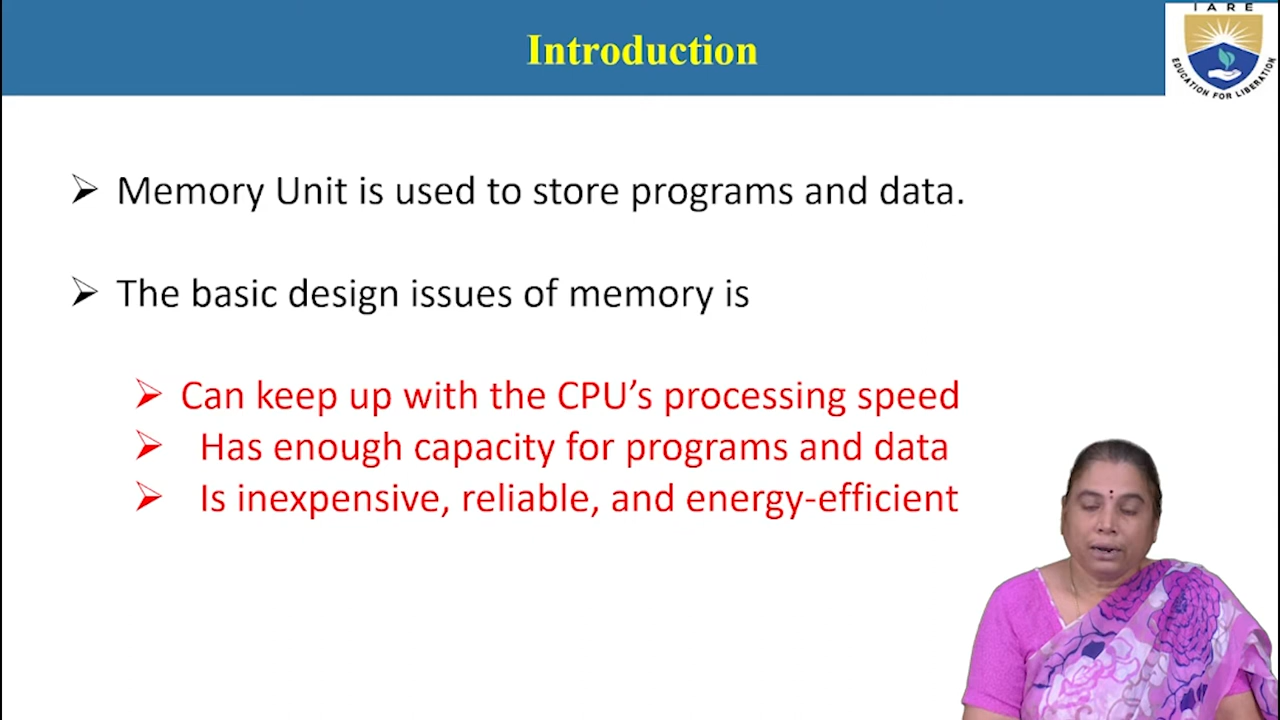 IARE
Introduction
EDUCATION FOR LIBERATION
Memory Unit is used to store programs and data.
The basic design issues of memory is
Can keep up with the CPU’s processing speed
Has enough capacity for programs and data
Is inexpensive, reliable, and energy-efficient